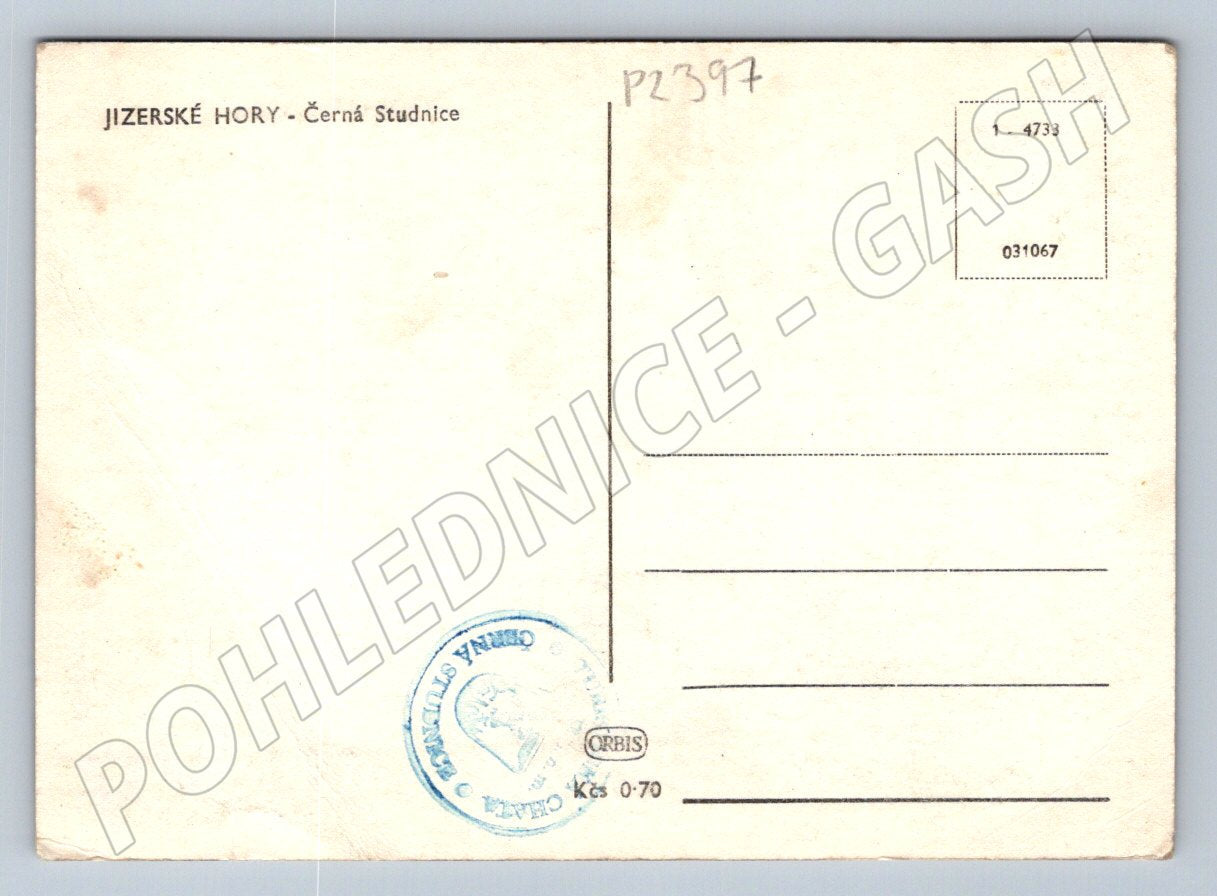 P2397
JIZERSKÉ HORY - Černá Studnice
1 - 4733
031067
POHLEDNICE - GASH
ČERNÁ STUDNICE
CHATA
ORBIS
Kčs 0·70